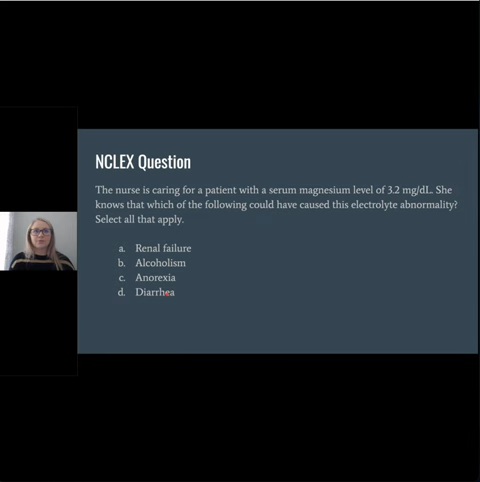 NCLEX Question
The nurse is caring for a patient with a serum magnesium level of 3.2 mg/dL. She
knows that which of the following could have caused this electrolyte abnormality?
Select all that apply.
a. Renal failure
b. Alcoholism
c. Anorexia
d. Diarrhea